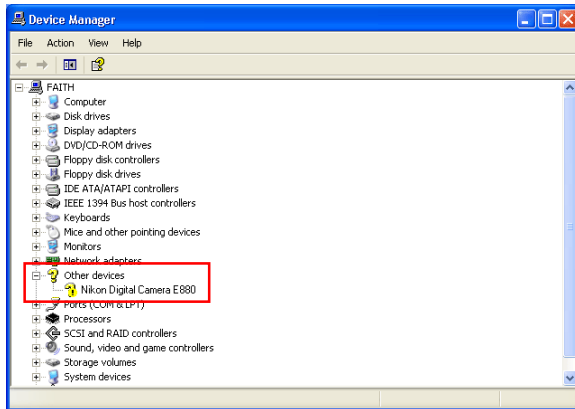 Device Manager
File Action View Help
FAITH
Computer
Disk drives
Display adapters
DVD/CD-ROM drives
Floppy disk controllers
Floppy disk drives
IDE ATA/ATAPI controllers
IEEE 1394 Bus host controllers
Keyboards
Mice and other pointing devices
Monitors
Network adapters
Other devices
Nikon Digital Camera E880
Ports (COM & LPT)
Processors
SCSI and RAID controllers
Sound, video and game controllers
Storage volumes
System devices